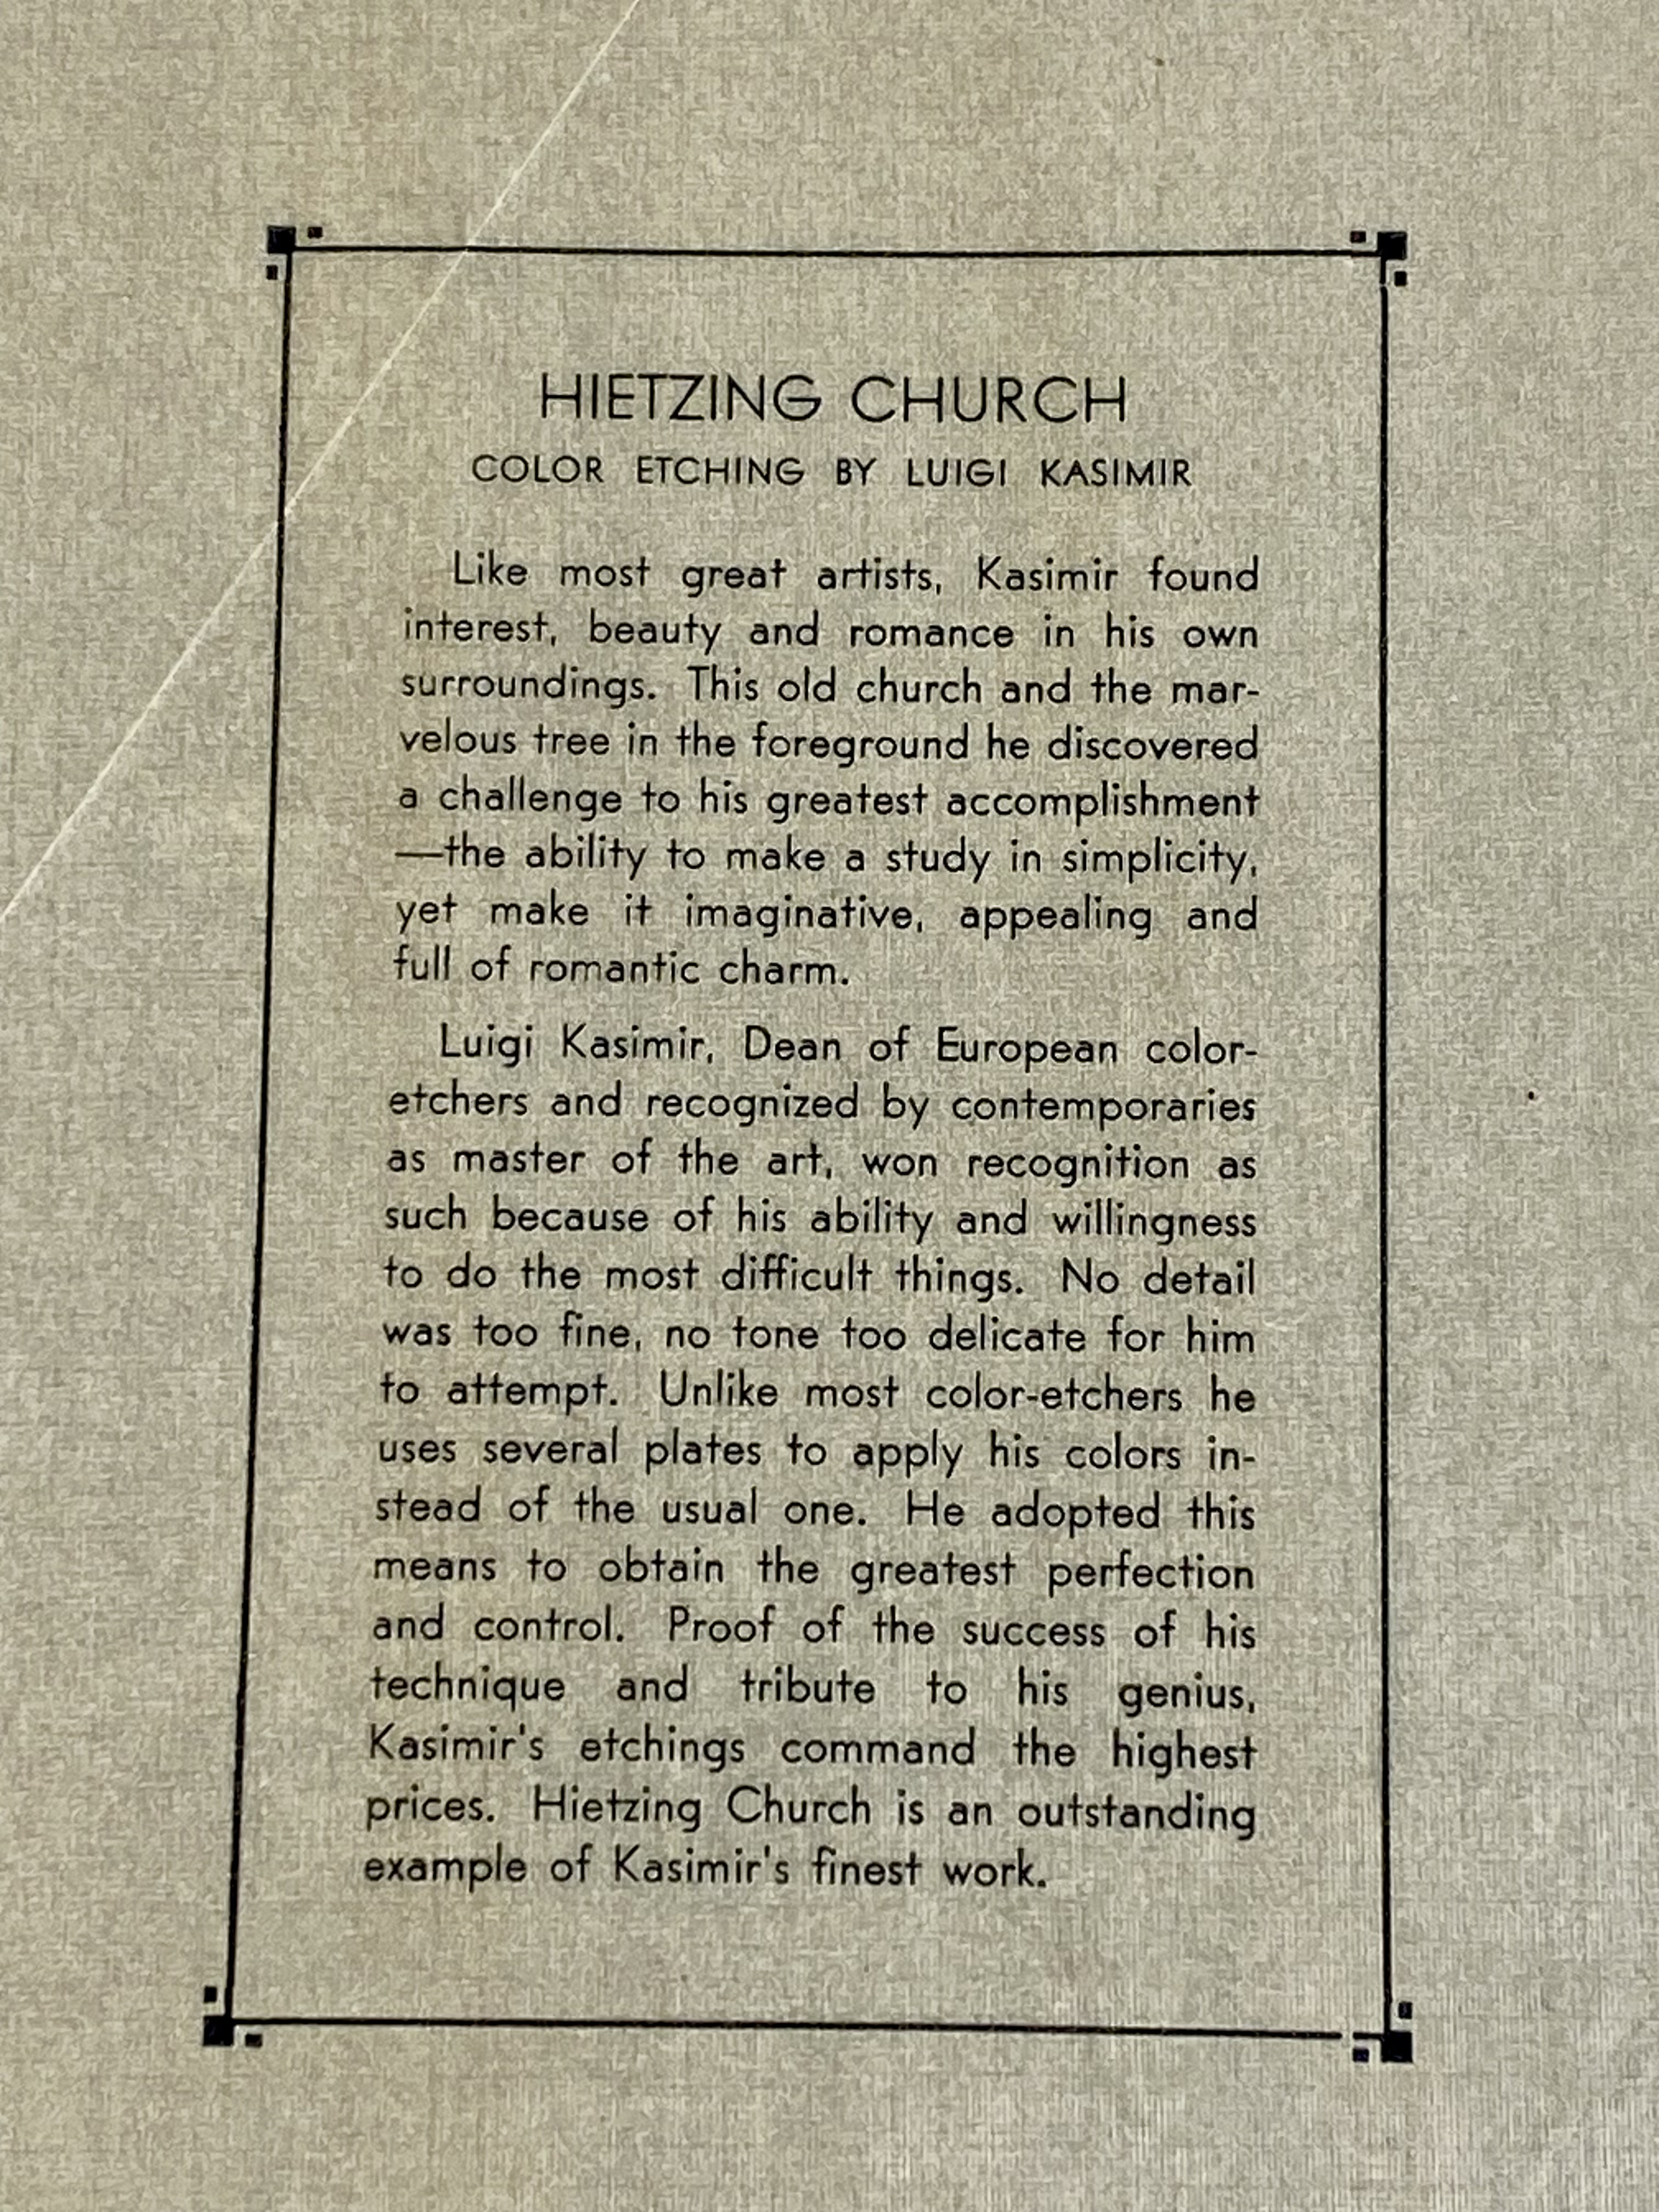 HIETZING CHURCH
COLOR ETCHING BY LUIGI KASIMIR
Like most great artists, Kasimir found
interest, beauty and romance in his own
surroundings. This old church and the mar-
velous tree in the foreground he discovered
a challenge to his greatest accomplishment
—the ability to make a study in simplicity,
yet make it imaginative, appealing and
full of romantic charm.
Luigi Kasimir, Dean of European color-
etchers and recognized by contemporaries
as master of the art, won recognition as
such because of his ability and willingness
to do the most difficult things. No detail
was too fine, no tone too delicate for him
to attempt. Unlike most color-etchers he
uses several plates to apply his colors in-
stead of the usual one. He adopted this
means to obtain the greatest perfection
and control. Proof of the success of his
technique and tribute to his genius,
Kasimir's etchings command the highest
prices. Hietzing Church is an outstanding
example of Kasimir's finest work.